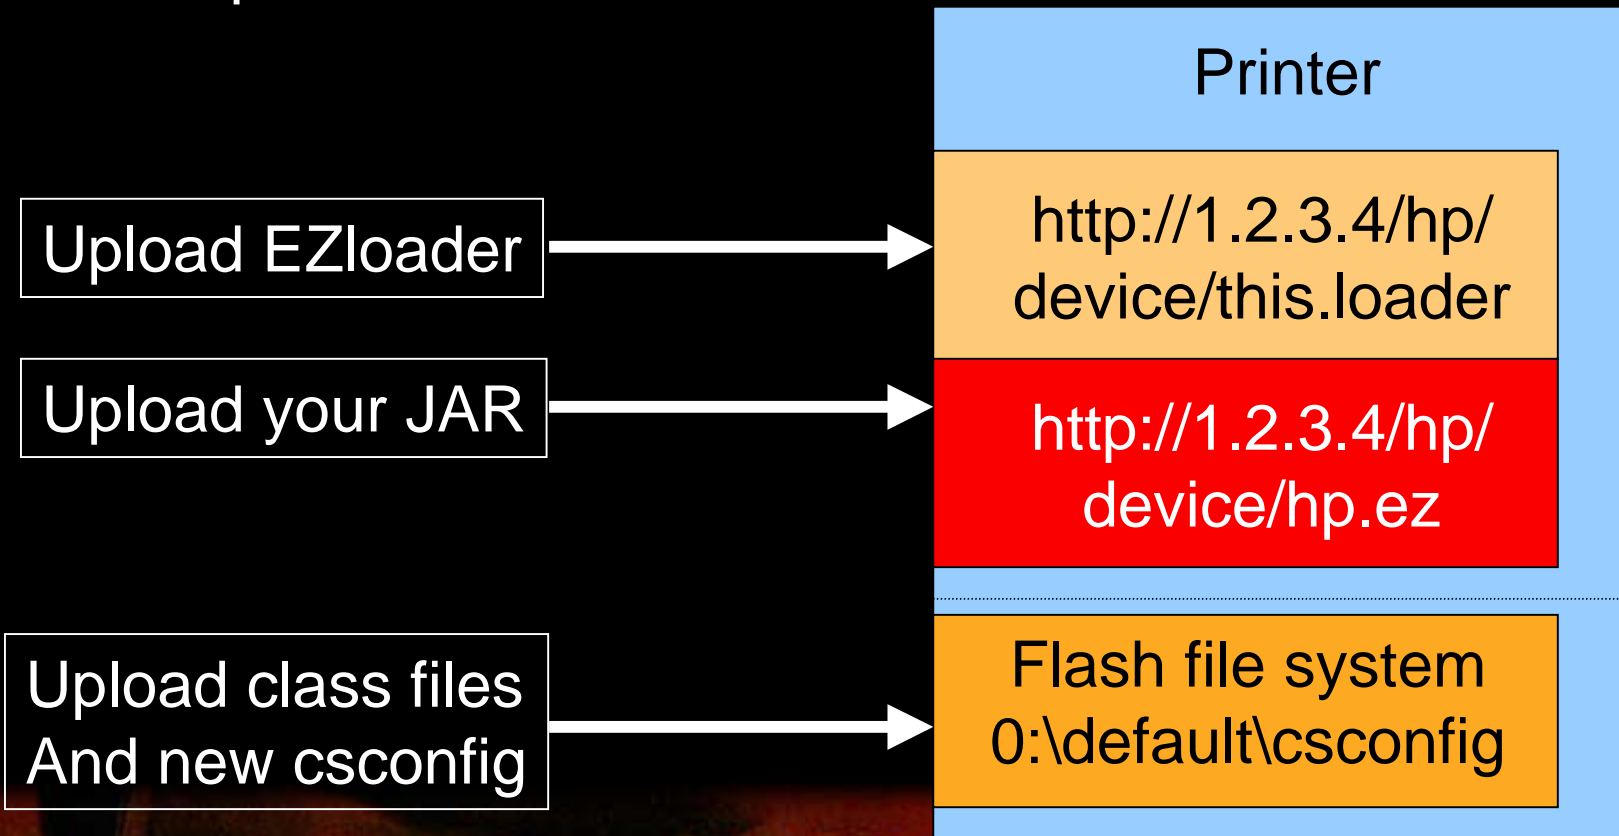 Printer
Upload EZloader
http://1.2.3.4/hp/
device/this.loader
Upload your JAR
http://1.2.3.4/hp/
device/hp.ez
Upload class files
And new csconfig
Flash file system
0:\default\csconfig